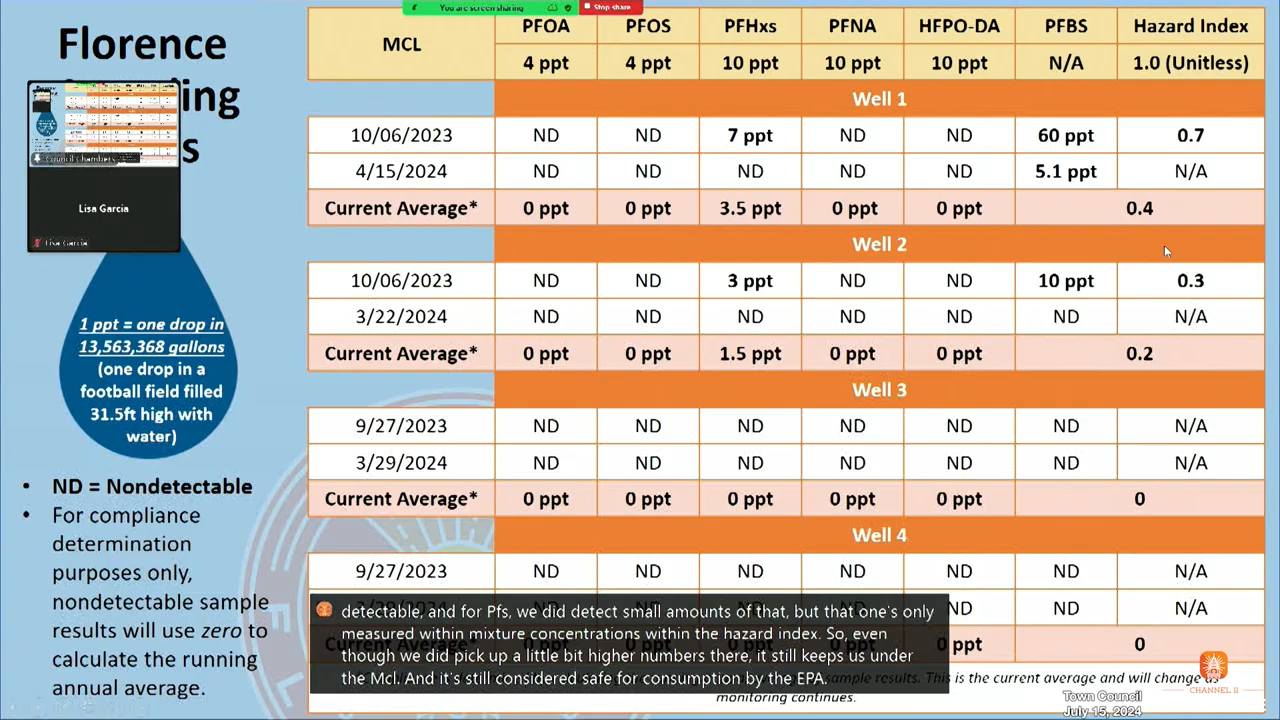 You are screen sharing
Stop share
Florence
ling
s
Council Chambers
Lisa Garcia
Lisa Garcia
1 ppt = one drop in
13,563,368 gallons
(one drop in a
football field filled
31.5ft high with
water)
• ND = Nondetectable
• For compliance
determination
purposes only,
nondetectable sample
results will use zero to
calculate the running
annual average.
MCL PFOA PFOS PFHxs PFNA HFPO-DA PFBS Hazard Index
4 ppt 4 ppt 10 ppt 10 ppt 10 ppt N/A 1.0 (Unitless)
Well 1
10/06/2023 ND ND 7 ppt ND ND 60 ppt 0.7
4/15/2024 ND ND ND ND ND 5.1 ppt N/A
Current Average* 0 ppt 0 ppt 3.5 ppt 0 ppt 0 ppt 0.4
Well 2
10/06/2023 ND ND 3 ppt ND ND 10 ppt 0.3
3/22/2024 ND ND ND ND ND ND N/A
Current Average* 0 ppt 0 ppt 1.5 ppt 0 ppt 0 ppt 0.2
Well 3
9/27/2023 ND ND ND ND ND ND N/A
3/29/2024 ND ND ND ND ND ND N/A
Current Average* 0 ppt 0 ppt 0 ppt 0 ppt 0 ppt 0
Well 4
9/27/2023 ND ND ND ND ND ND N/A
ND N/A
ppt 0
detectable, and for Pfs, we did detect small amounts of that, but that one's only
measured within mixture concentrations within the hazard index. So, even
though we did pick up a little bit higher numbers there, it still keeps us under
the Mcl. And it's still considered safe for consumption by the EPA.
sample results. This is the current average and will change as
monitoring continues.
CHANNEL 11
Town Council
July 15, 2024